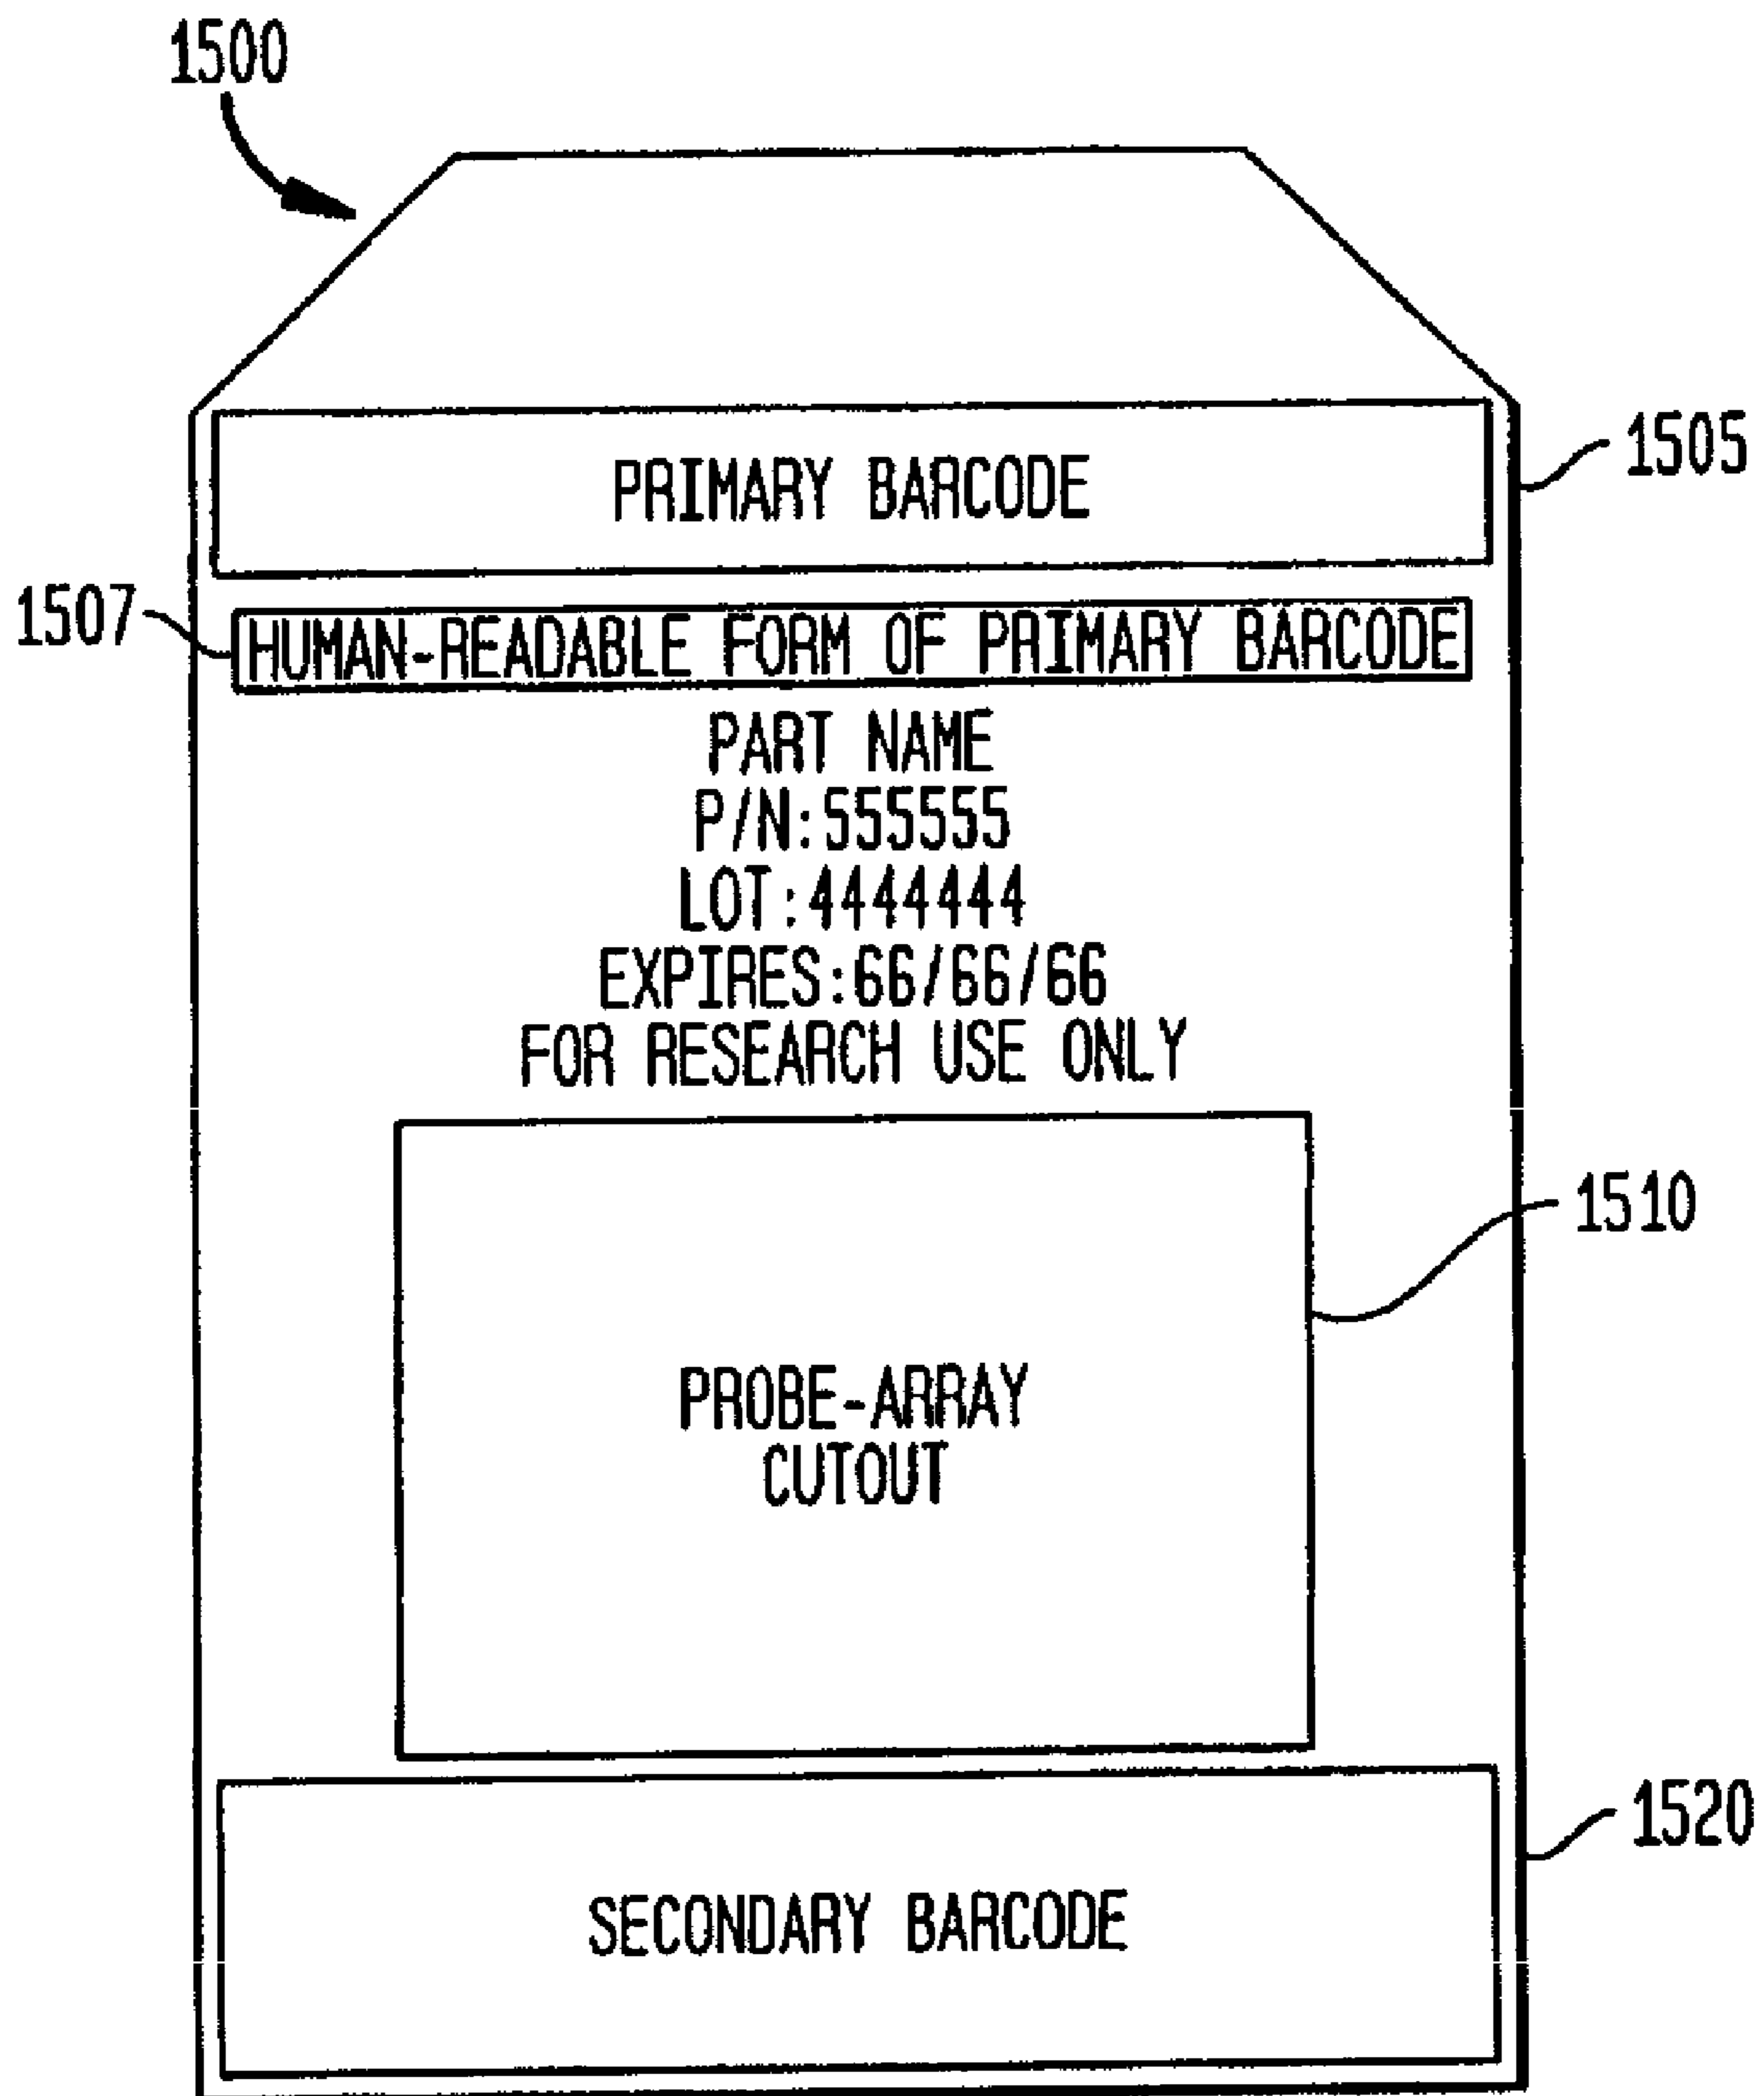 1500
PRIMARY BARCODE
1505
1507
HUMAN-READABLE FORM OF PRIMARY BARCODE
PART NAME
P/N:555555
LOT:4444444
EXPIRES:66/66/66
FOR RESEARCH USE ONLY
1510
PROBE-ARRAY
CUTOUT
1520
SECONDARY BARCODE